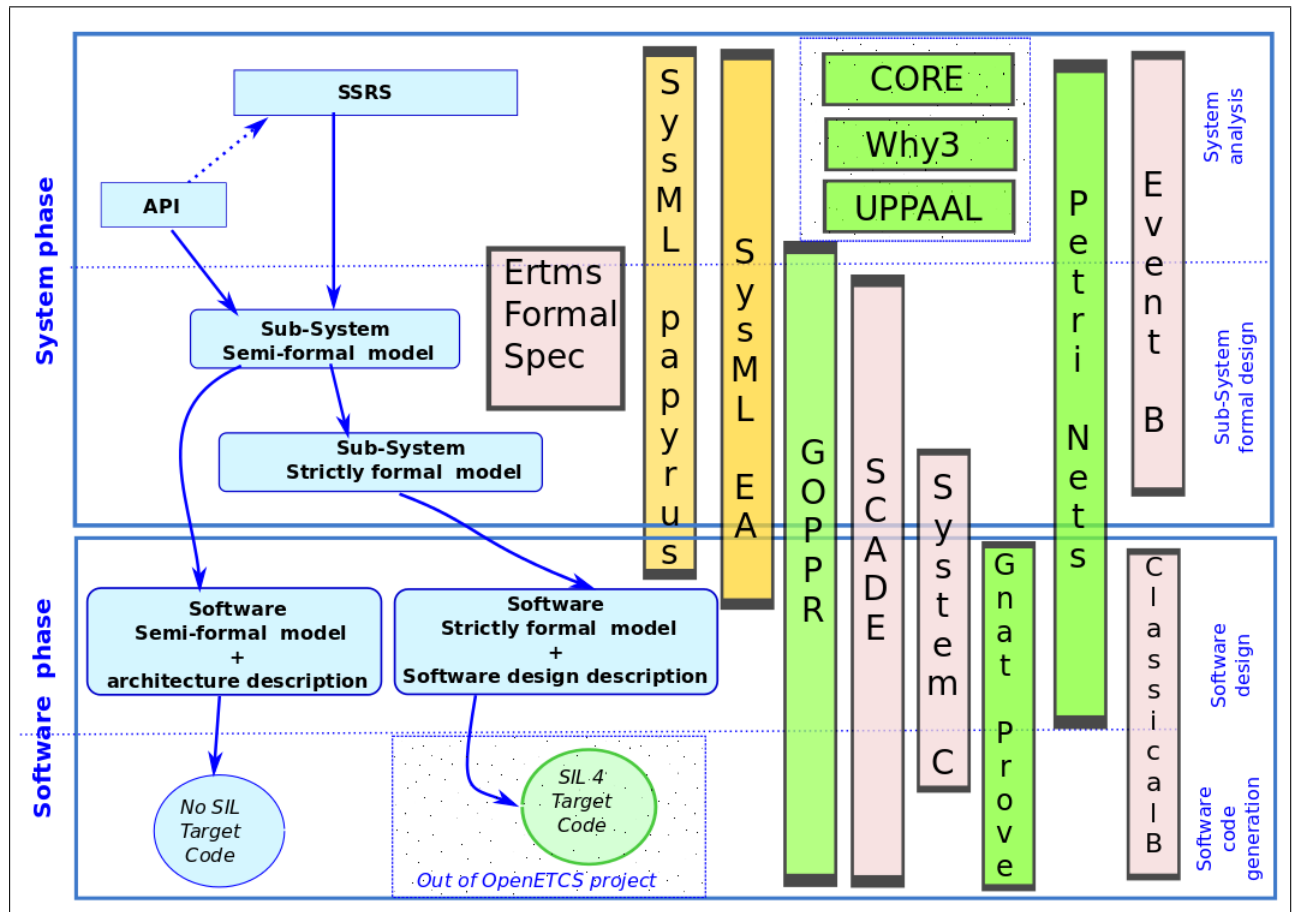 System phase
SSRS
API
Sub-System
Semi-formal model
Sub-System
Strictly formal model
Ertms
Formal
Spec
SysML papyrus
SysML EA
CORE
Why3
UPPAAL
GOPPR
SCADE
System C
Gnat Prove
Petri Nets
Event B
ClassicalB
System
analysis
Sub-System
formal design
Software phase
Software
Semi-formal model
+
architecture description
Software
Strictly formal model
+
Software design description
No SIL
Target
Code
SIL 4
Target
Code
Out of OpenETCS project
Software
design
Software
code
generation